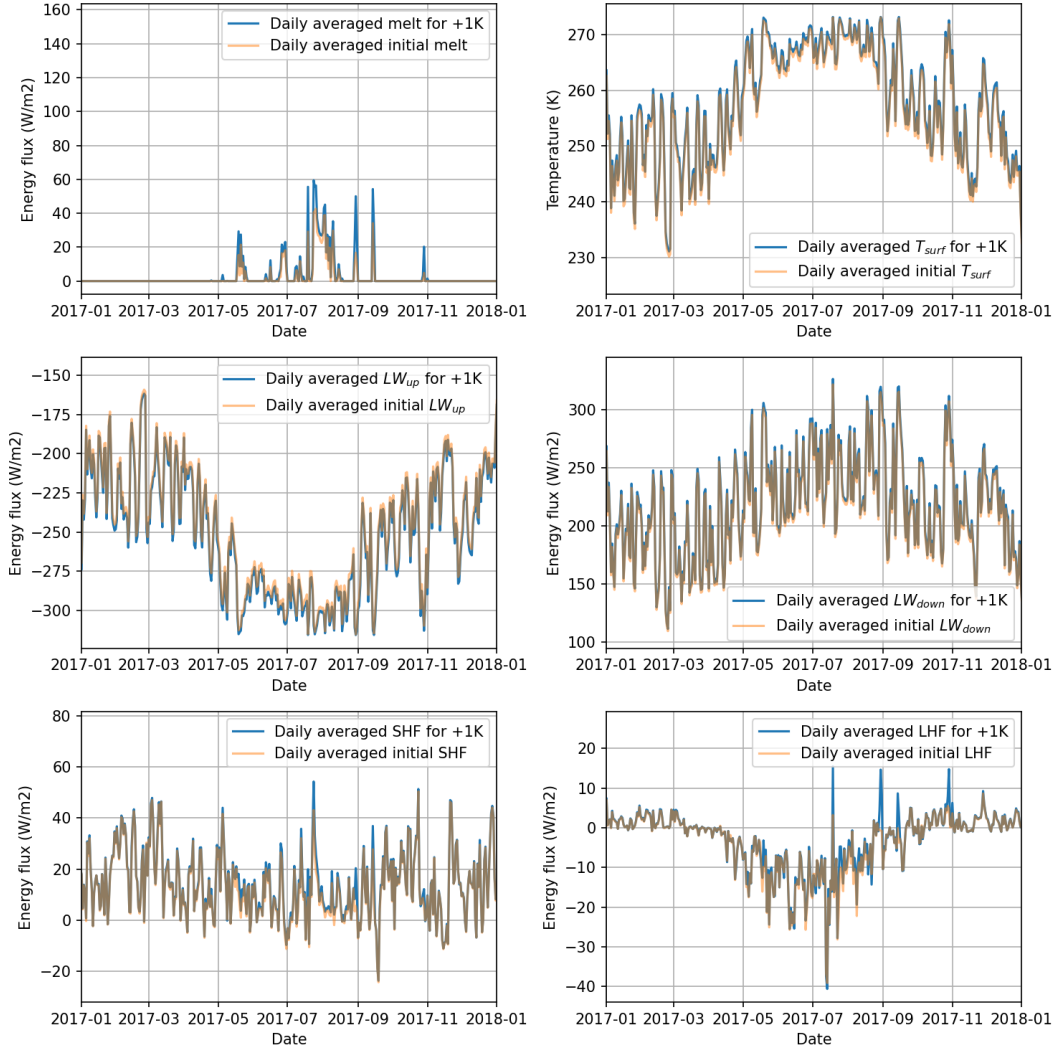 160
140
120
100
80
60
40
20
0
Energy flux (W/m2)
Daily averaged melt for +1K
Daily averaged initial melt
2017-01 2017-03 2017-05 2017-07 2017-09 2017-11 2018-01
Date
270
260
250
240
230
Temperature (K)
Daily averaged T_surf for +1K
Daily averaged initial T_surf
2017-01 2017-03 2017-05 2017-07 2017-09 2017-11 2018-01
Date
−150
−175
−200
−225
−250
−275
−300
Energy flux (W/m2)
Daily averaged LW_up for +1K
Daily averaged initial LW_up
2017-01 2017-03 2017-05 2017-07 2017-09 2017-11 2018-01
Date
300
250
200
150
100
Energy flux (W/m2)
Daily averaged LW_down for +1K
Daily averaged initial LW_down
2017-01 2017-03 2017-05 2017-07 2017-09 2017-11 2018-01
Date
80
60
40
20
0
−20
Energy flux (W/m2)
Daily averaged SHF for +1K
Daily averaged initial SHF
2017-01 2017-03 2017-05 2017-07 2017-09 2017-11 2018-01
Date
20
10
0
−10
−20
−30
−40
Energy flux (W/m2)
Daily averaged LHF for +1K
Daily averaged initial LHF
2017-01 2017-03 2017-05 2017-07 2017-09 2017-11 2018-01
Date